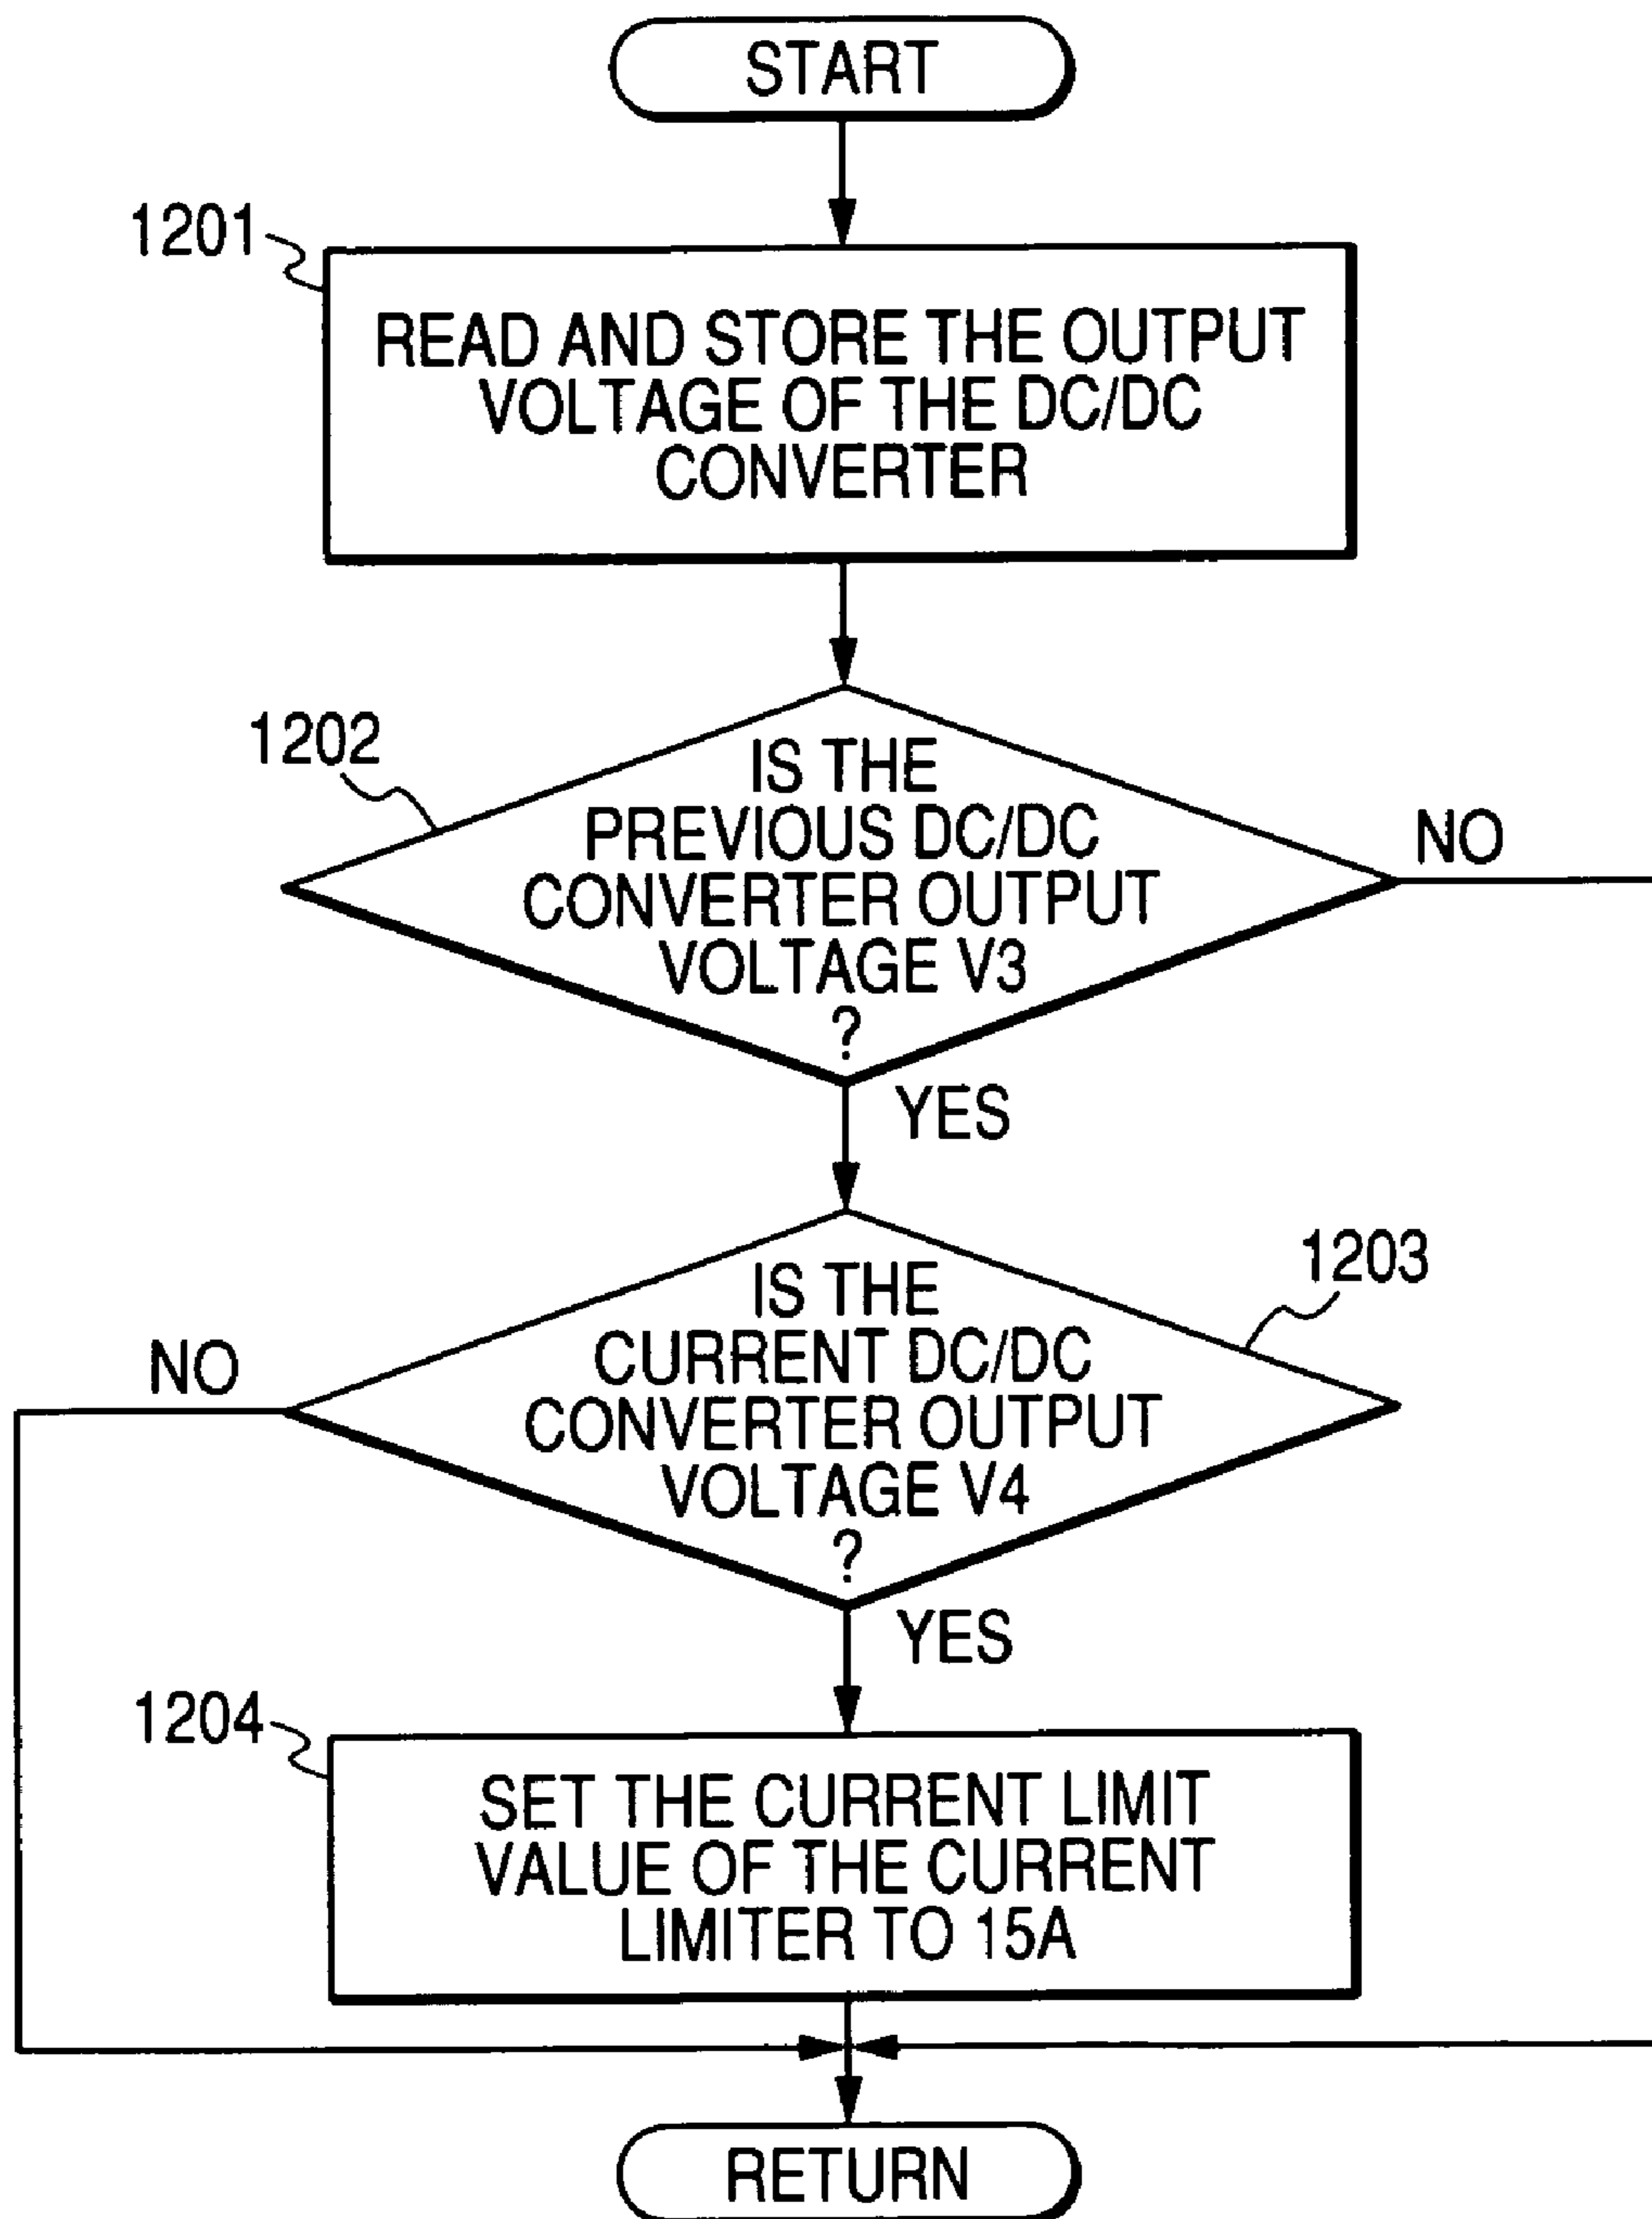 START
1201
READ AND STORE THE OUTPUT
VOLTAGE OF THE DC/DC
CONVERTER
1202
IS THE
PREVIOUS DC/DC
CONVERTER OUTPUT
VOLTAGE V3
?
NO
YES
1203
IS THE
CURRENT DC/DC
CONVERTER OUTPUT
VOLTAGE V4
?
NO
YES
1204
SET THE CURRENT LIMIT
VALUE OF THE CURRENT
LIMITER TO 15A
RETURN